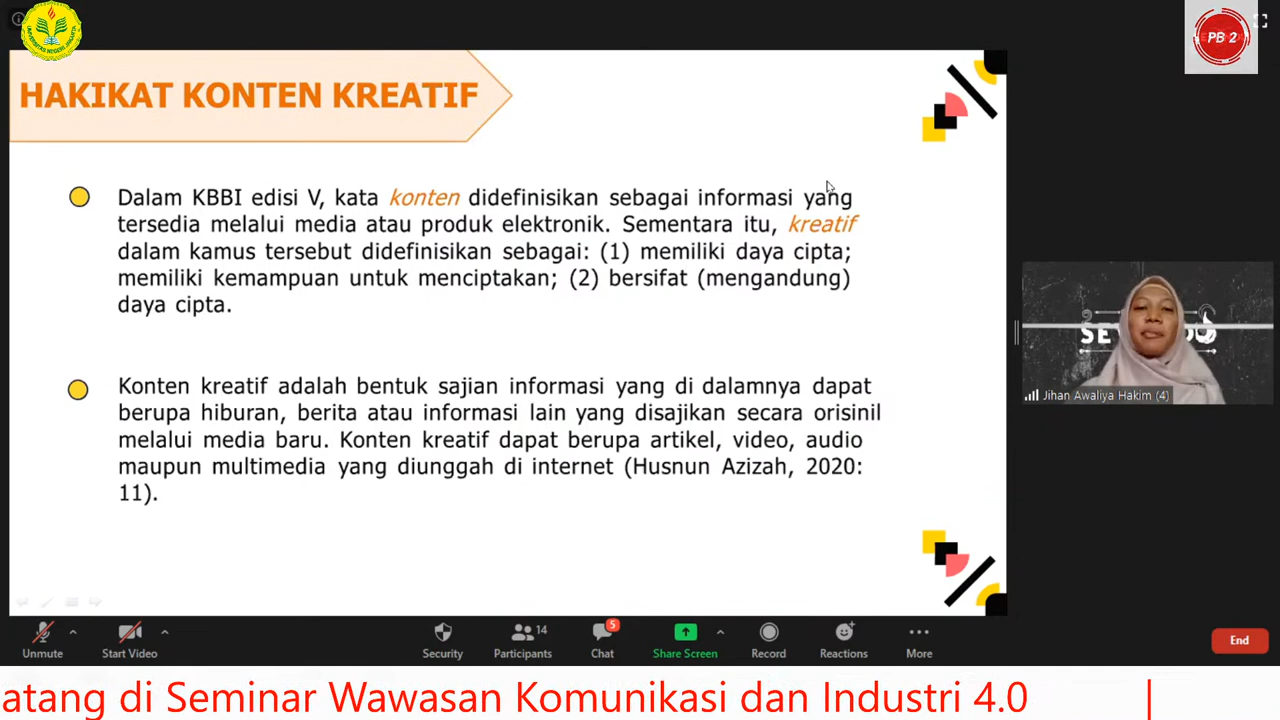 UNIVERSITAS NEGERI JAKARTA
PB 2
HAKIKAT KONTEN KREATIF
Dalam KBBI edisi V, kata konten didefinisikan sebagai informasi yang
tersedia melalui media atau produk elektronik. Sementara itu, kreatif
dalam kamus tersebut didefinisikan sebagai: (1) memiliki daya cipta;
memiliki kemampuan untuk menciptakan; (2) bersifat (mengandung)
daya cipta.
Konten kreatif adalah bentuk sajian informasi yang di dalamnya dapat
berupa hiburan, berita atau informasi lain yang disajikan secara orisinil
melalui media baru. Konten kreatif dapat berupa artikel, video, audio
maupun multimedia yang diunggah di internet (Husnun Azizah, 2020:
11).
Jihan Awaliya Hakim (4)
Unmute
Start Video
Security
14
Participants
5
Chat
Share Screen
Record
Reactions
More
End
atang di Seminar Wawasan Komunikasi dan Industri 4.0 |